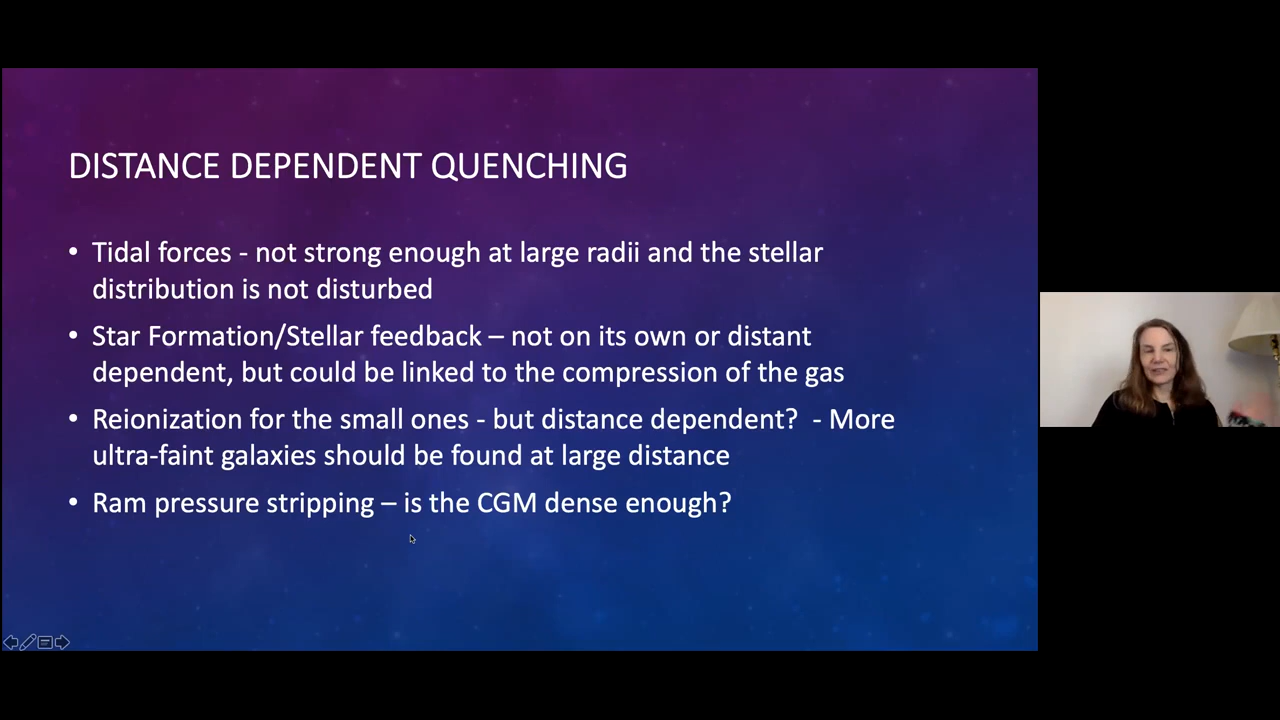 DISTANCE DEPENDENT QUENCHING
• Tidal forces - not strong enough at large radii and the stellar
distribution is not disturbed
• Star Formation/Stellar feedback – not on its own or distant
dependent, but could be linked to the compression of the gas
• Reionization for the small ones - but distance dependent?  - More
ultra-faint galaxies should be found at large distance
• Ram pressure stripping – is the CGM dense enough?